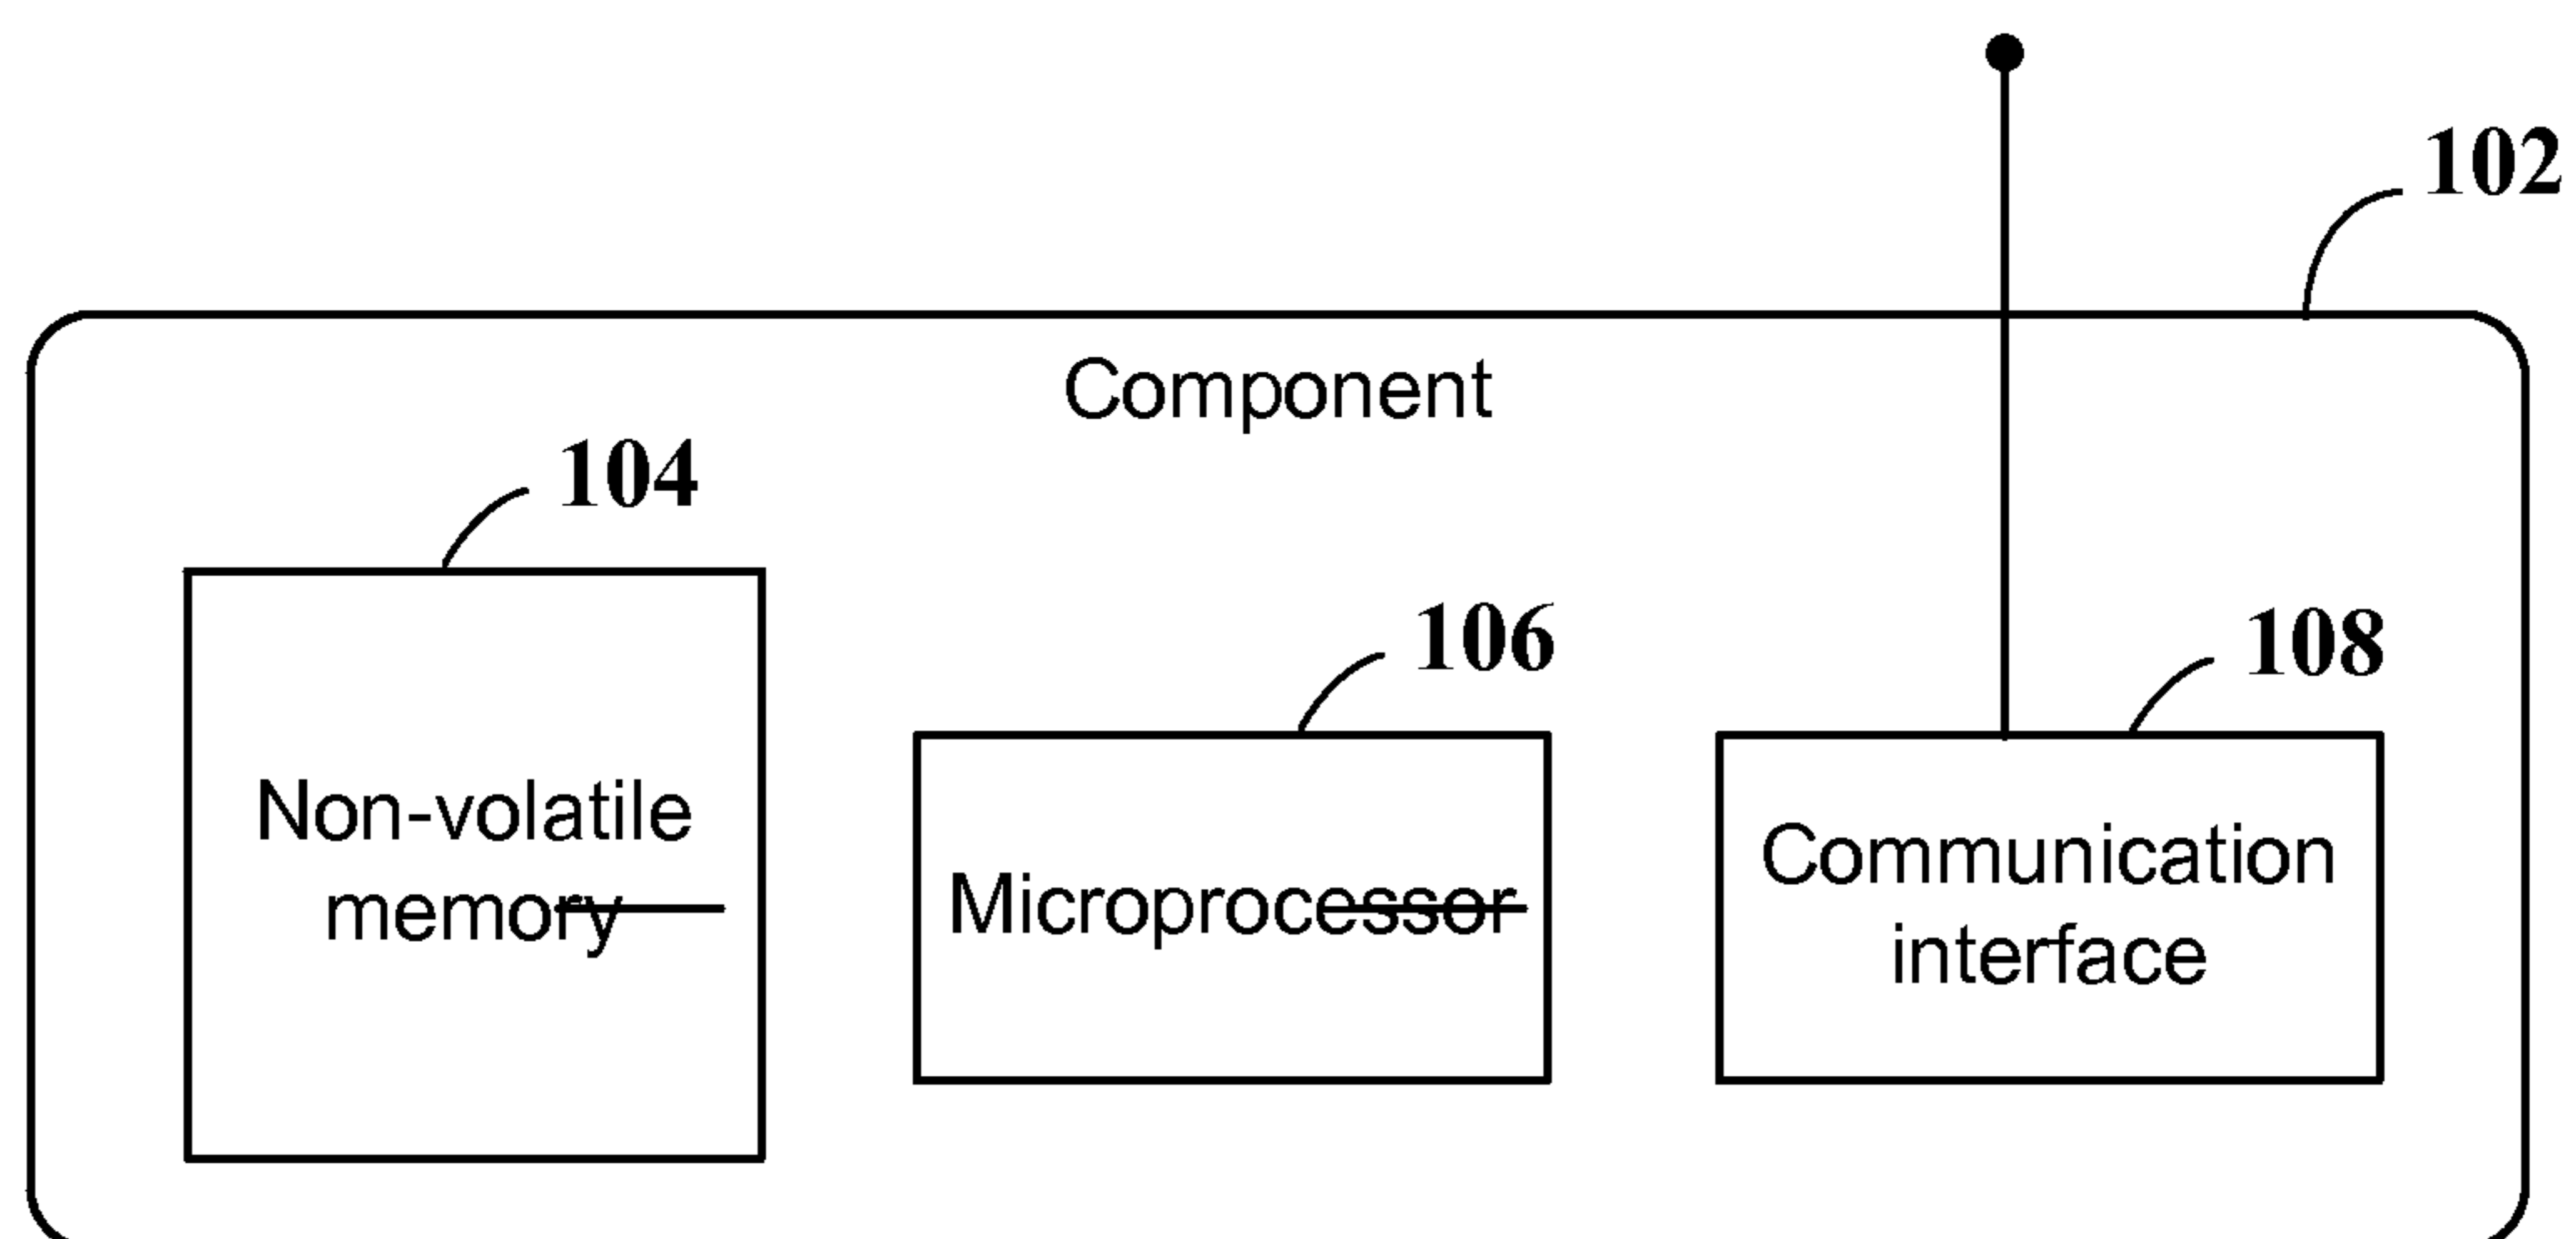 102
Component
104
106
108
Non-volatile
memory
Microprocessor
Communication
interface